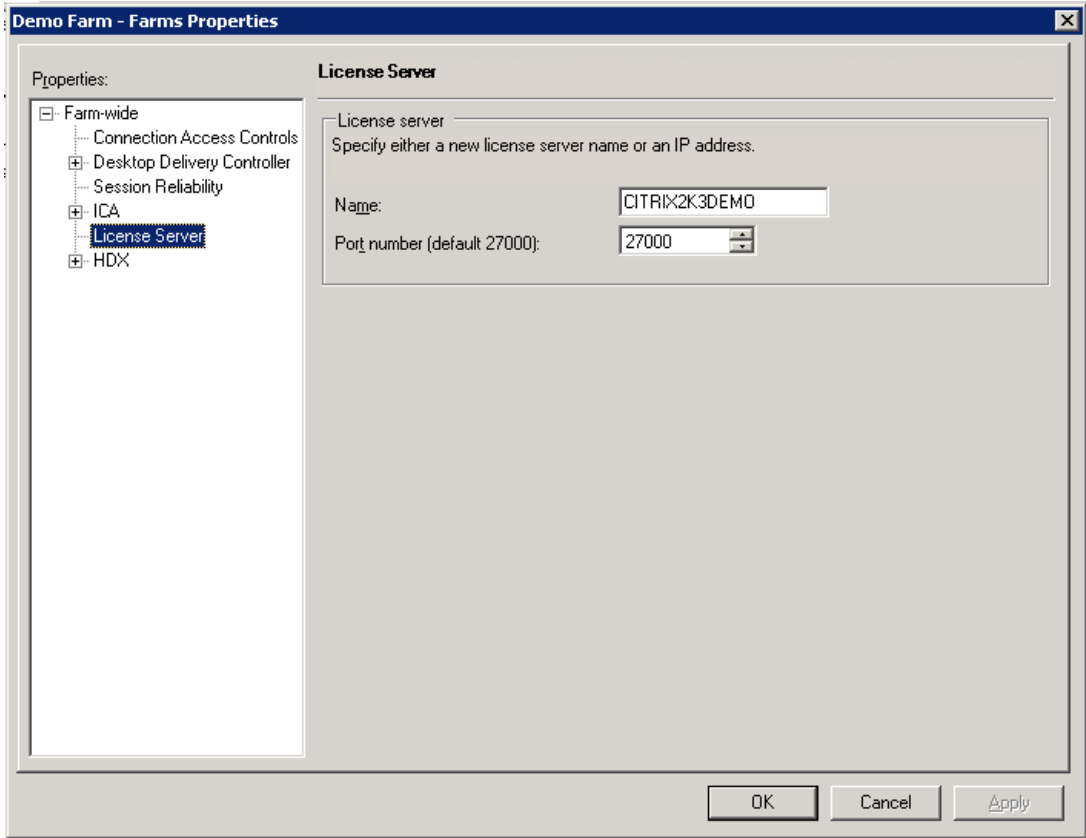 Demo Farm - Farms Properties
Properties:
Farm-wide
Connection Access Controls
Desktop Delivery Controller
Session Reliability
ICA
License Server
HDX
License Server
License server
Specify either a new license server name or an IP address.
Name:
CITRIX2K3DEMO
Port number (default 27000):
27000
OK
Cancel
Apply